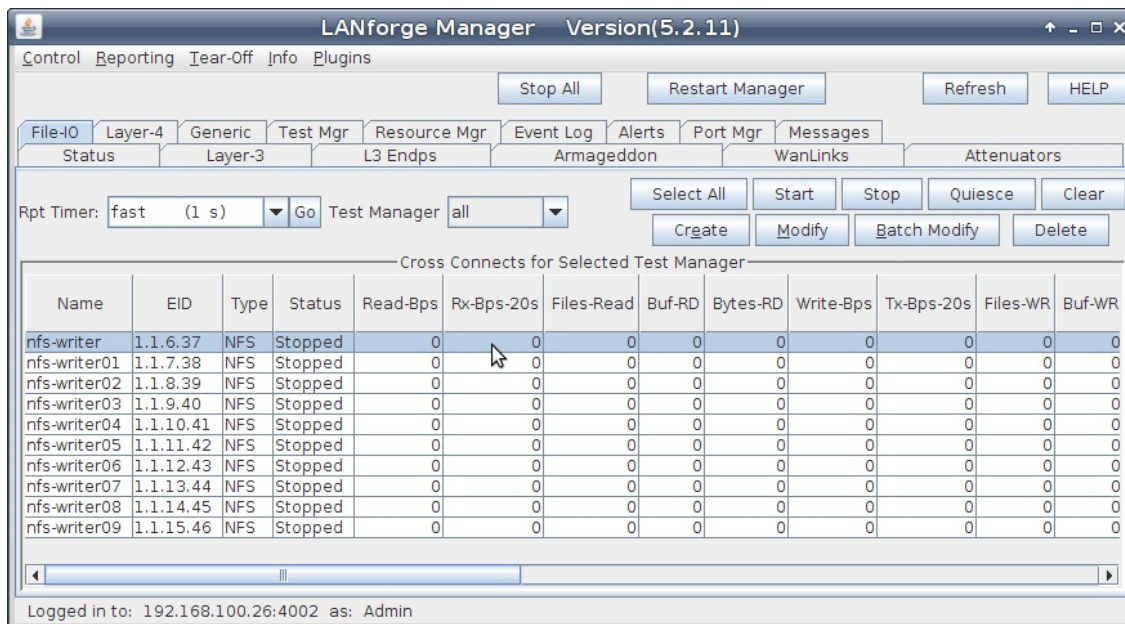 LANforge Manager Version(5.2.11)
Control Reporting Tear-Off Info Plugins
Stop All Restart Manager Refresh HELP
File-IO Layer-4 Generic Test Mgr Resource Mgr Event Log Alerts Port Mgr Messages
Status Layer-3 L3 Endps Armageddon WanLinks Attenuators
Select All Start Stop Quiesce Clear
Rpt Timer: fast (1 s) Go Test Manager all
Create Modify Batch Modify Delete
Cross Connects for Selected Test Manager
Name EID Type Status Read-Bps Rx-Bps-20s Files-Read Buf-RD Bytes-RD Write-Bps Tx-Bps-20s Files-WR Buf-WR
nfs-writer 1.1.6.37 NFS Stopped 0 0 0 0 0 0 0 0 0
nfs-writer01 1.1.7.38 NFS Stopped 0 0 0 0 0 0 0 0 0
nfs-writer02 1.1.8.39 NFS Stopped 0 0 0 0 0 0 0 0 0
nfs-writer03 1.1.9.40 NFS Stopped 0 0 0 0 0 0 0 0 0
nfs-writer04 1.1.10.41 NFS Stopped 0 0 0 0 0 0 0 0 0
nfs-writer05 1.1.11.42 NFS Stopped 0 0 0 0 0 0 0 0 0
nfs-writer06 1.1.12.43 NFS Stopped 0 0 0 0 0 0 0 0 0
nfs-writer07 1.1.13.44 NFS Stopped 0 0 0 0 0 0 0 0 0
nfs-writer08 1.1.14.45 NFS Stopped 0 0 0 0 0 0 0 0 0
nfs-writer09 1.1.15.46 NFS Stopped 0 0 0 0 0 0 0 0 0
Logged in to: 192.168.100.26:4002 as: Admin